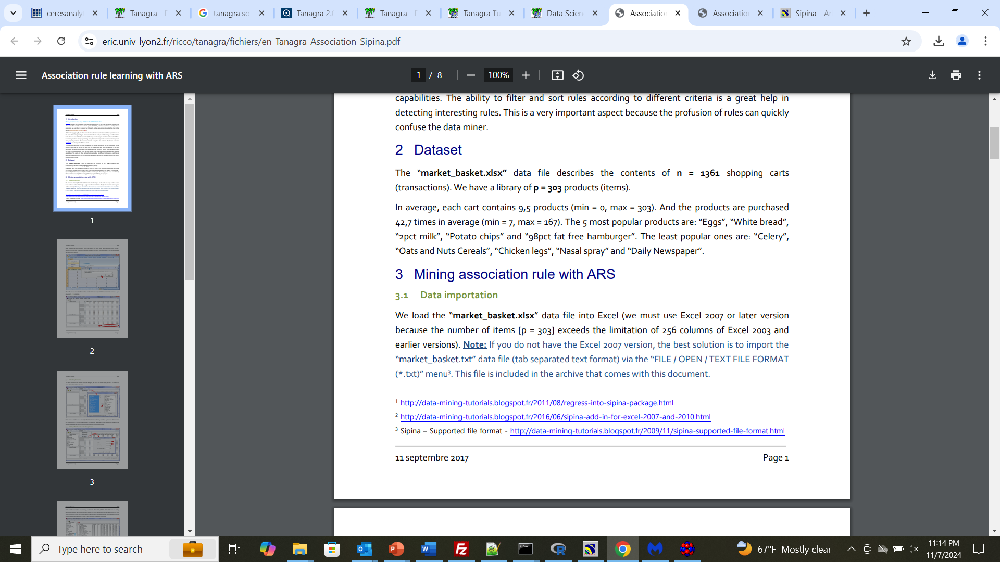 ceresanaly
Tanagra - D
tanagra so
Tanagra 2.0
Tanagra - D
Tanagra Tu
Data Scien
Associatio
Associatio
Sipina - Ar
eric.univ-lyon2.fr/ricco/tanagra/fichiers/en_Tanagra_Association_Sipina.pdf
Association rule learning with ARS
1 / 8
100%
capabilities. The ability to filter and sort rules according to different criteria is a great help in
detecting interesting rules. This is a very important aspect because the profusion of rules can quickly
confuse the data miner.
2 Dataset
The “market_basket.xlsx” data file describes the contents of n = 1361 shopping carts
(transactions). We have a library of p = 303 products (items).
In average, each cart contains 9,5 products (min = 0, max = 303). And the products are purchased
42,7 times in average (min = 7, max = 167). The 5 most popular products are: “Eggs”, “White bread”,
“2pct milk”, “Potato chips” and “98pct fat free hamburger”. The least popular ones are: “Celery”,
“Oats and Nuts Cereals”, “Chicken legs”, “Nasal spray” and “Daily Newspaper”.
3 Mining association rule with ARS
3.1 Data importation
We load the “market_basket.xlsx” data file into Excel (we must use Excel 2007 or later version
because the number of items [p = 303] exceeds the limitation of 256 columns of Excel 2003 and
earlier versions). Note: If you do not have the Excel 2007 version, the best solution is to import the
“market_basket.txt” data file (tab separated text format) via the “FILE / OPEN / TEXT FILE FORMAT
(*.txt)” menu³. This file is included in the archive that comes with this document.
¹ http://data-mining-tutorials.blogspot.fr/2011/08/regress-into-sipina-package.html
² http://data-mining-tutorials.blogspot.fr/2016/06/sipina-add-in-for-excel-2007-and-2010.html
³ Sipina – Supported file format - http://data-mining-tutorials.blogspot.fr/2009/11/sipina-supported-file-format.html
11 septembre 2017
Page 1
1
2
3
Type here to search
67°F Mostly clear
11:14 PM
11/7/2024